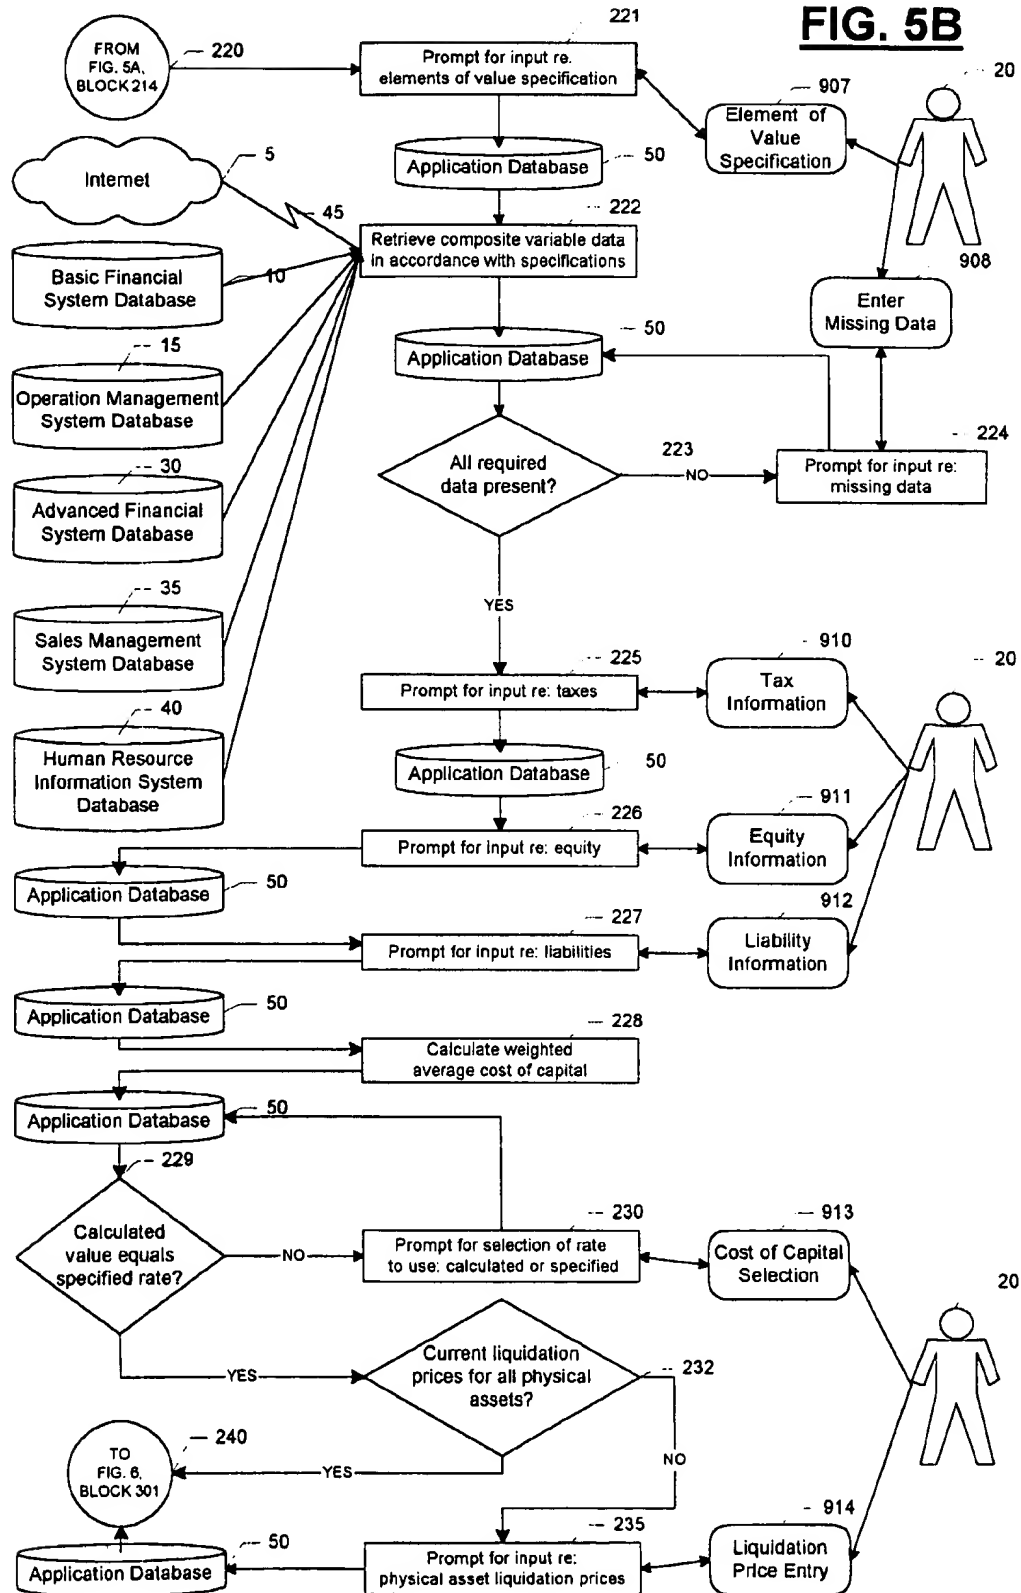 FIG. 5B
FROM
FIG. 5A,
BLOCK 214
220
221
Prompt for input re.
elements of value specification
907
Element of
Value
Specification
20
Application Database
50
Internet
5
45
222
Retrieve composite variable data
in accordance with specifications
Basic Financial
System Database
10
908
Enter
Missing Data
Application Database
50
15
Operation Management
System Database
All required
data present?
223
NO
224
Prompt for input re:
missing data
30
Advanced Financial
System Database
YES
35
Sales Management
System Database
225
Prompt for input re: taxes
910
Tax
Information
20
40
Human Resource
Information System
Database
Application Database
50
226
Prompt for input re: equity
911
Equity
Information
Application Database
50
227
Prompt for input re: liabilities
912
Liability
Information
Application Database
50
228
Calculate weighted
average cost of capital
Application Database
50
229
Calculated
value equals
specified rate?
NO
230
Prompt for selection of rate
to use: calculated or specified
913
Cost of Capital
Selection
20
YES
Current liquidation
prices for all physical
assets?
232
NO
TO
FIG. 6,
BLOCK 301
240
YES
Application Database
50
235
Prompt for input re:
physical asset liquidation prices
914
Liquidation
Price Entry